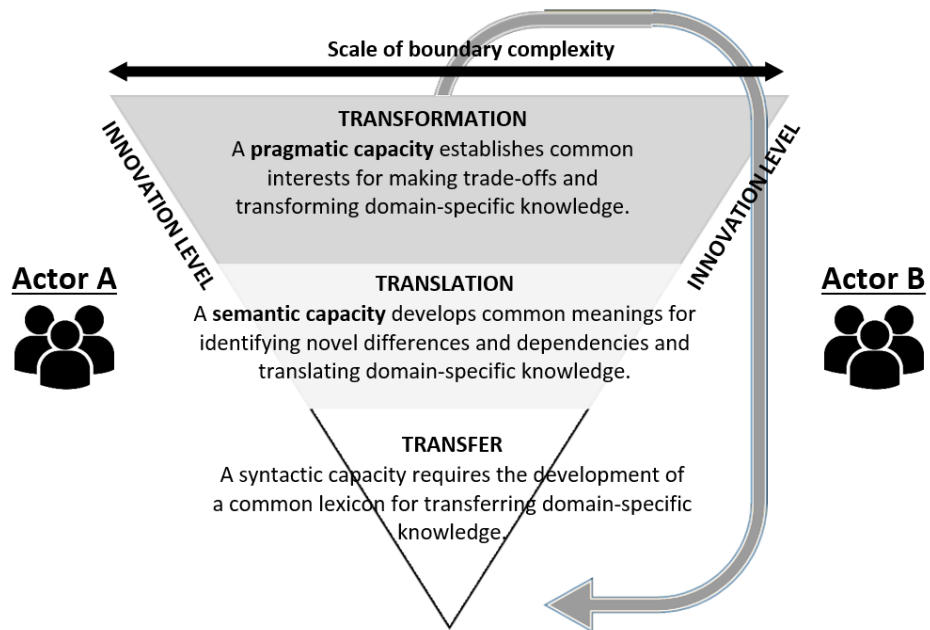 Scale of boundary complexity
TRANSFORMATION
A pragmatic capacity establishes common
interests for making trade-offs and
transforming domain-specific knowledge.
INNOVATION LEVEL
INNOVATION LEVEL
Actor A
Actor B
TRANSLATION
A semantic capacity develops common meanings for
identifying novel differences and dependencies and
translating domain-specific knowledge.
TRANSFER
A syntactic capacity requires the development of
a common lexicon for transferring domain-specific
knowledge.